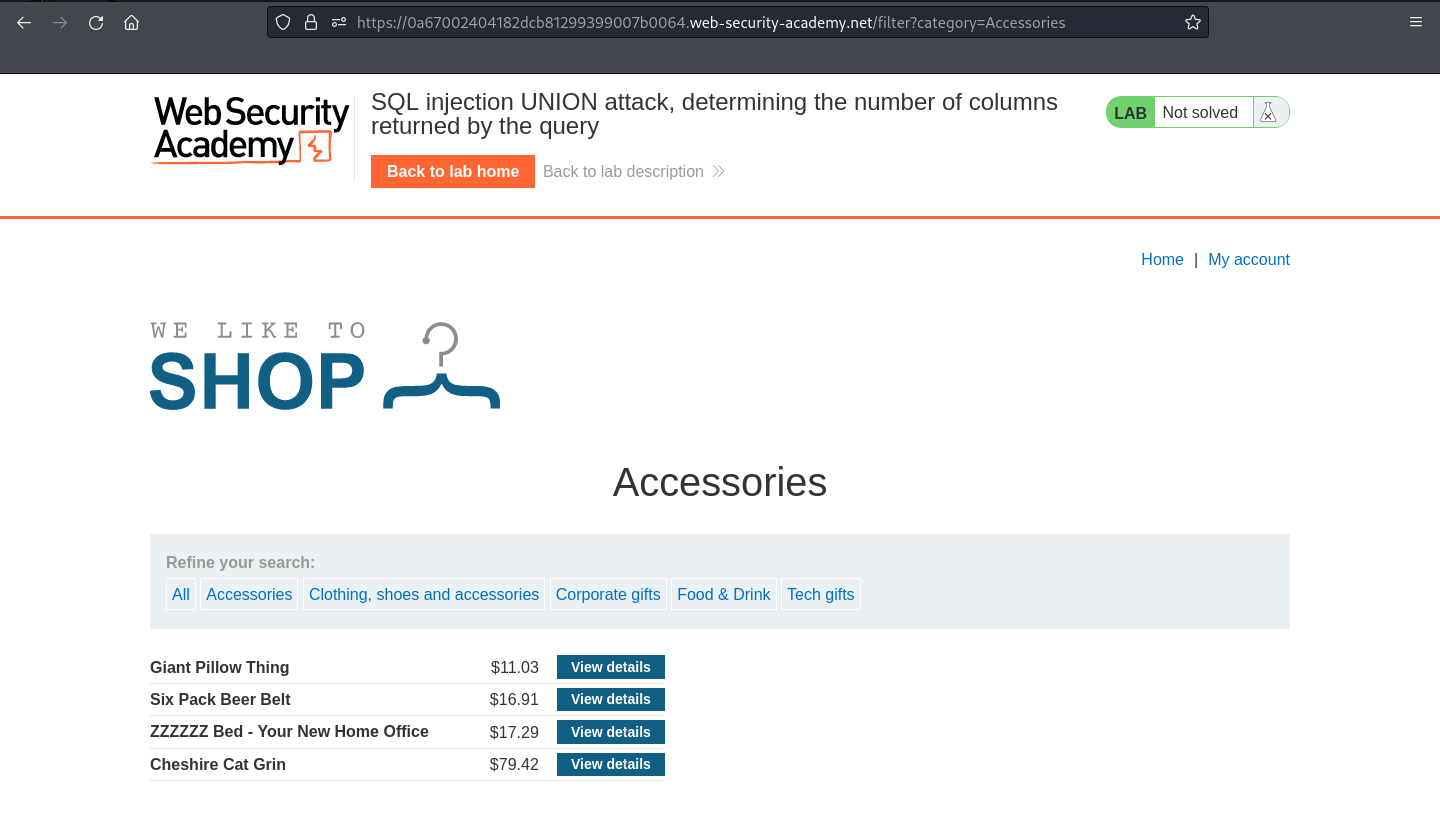 https://0a67002404182dcb81299399007b0064.web-security-academy.net/filter?category=Accessories
Web Security
Academy
SQL injection UNION attack, determining the number of columns
returned by the query
LAB Not solved
Back to lab home Back to lab description
Home | My account
WE LIKE TO
SHOP
Accessories
Refine your search:
All Accessories Clothing, shoes and accessories Corporate gifts Food & Drink Tech gifts
Giant Pillow Thing $11.03 View details
Six Pack Beer Belt $16.91 View details
ZZZZZZ Bed - Your New Home Office $17.29 View details
Cheshire Cat Grin $79.42 View details